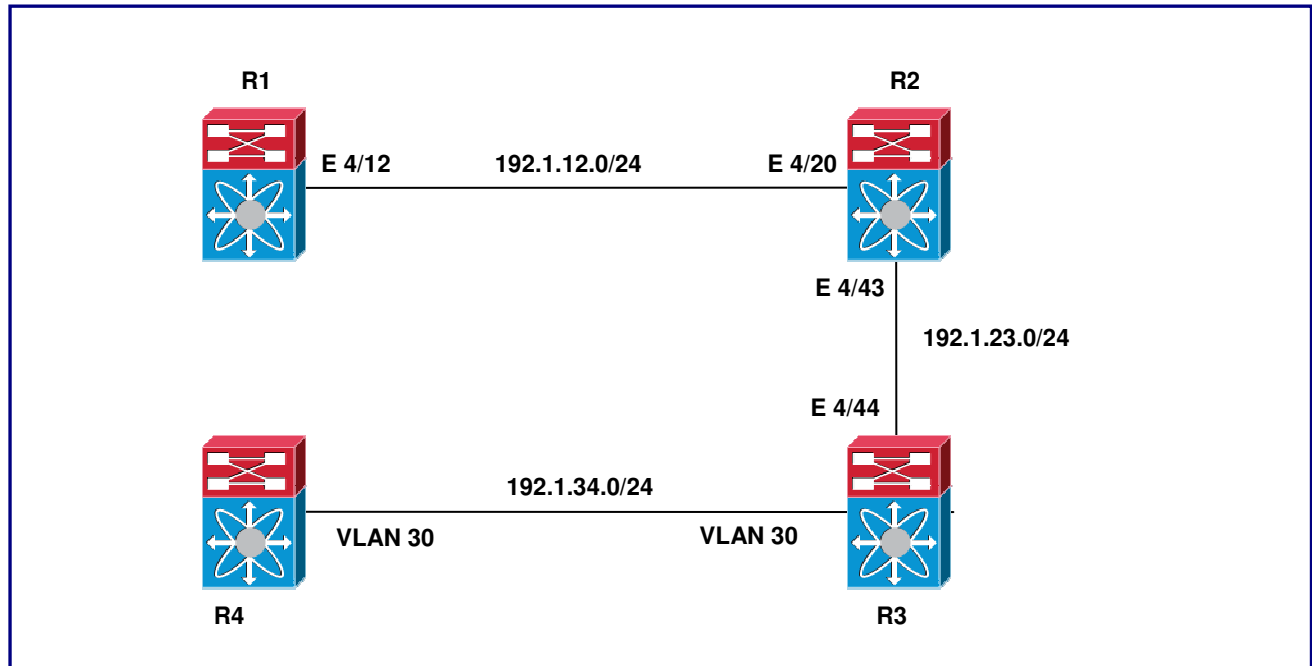 R1
R2
E 4/12
192.1.12.0/24
E 4/20
E 4/43
192.1.23.0/24
E 4/44
192.1.34.0/24
VLAN 30
VLAN 30
R4
R3